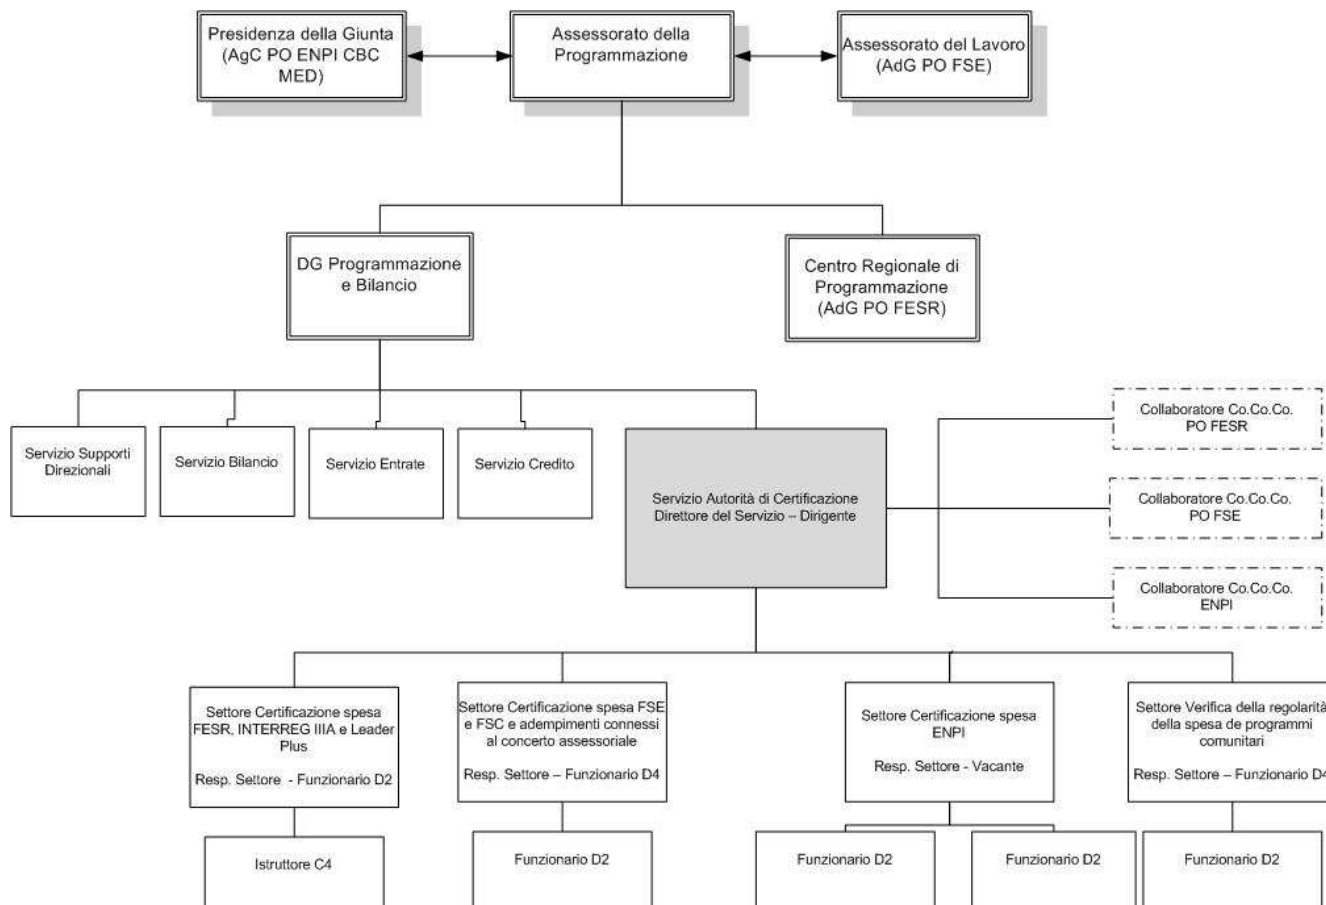 Presidenza della Giunta
(AgC PO ENPI CBC
MED)
Assessorato della
Programmazione
Assessorato del Lavoro
(AdG PO FSE)
DG Programmazione
e Bilancio
Centro Regionale di
Programmazione
(AdG PO FESR)
Servizio Supporti
Direzionali
Servizio Bilancio
Servizio Entrate
Servizio Credito
Servizio Autorità di Certificazione
Direttore del Servizio – Dirigente
Collaboratore Co.Co.Co.
PO FESR
Collaboratore Co.Co.Co.
PO FSE
Collaboratore Co.Co.Co.
ENPI
Settore Certificazione spesa
FESR, INTERREG IIIA e Leader
Plus
Resp. Settore - Funzionario D2
Settore Certificazione spesa FSE
e FSC e adempimenti connessi
al concerto assessoriale
Resp. Settore – Funzionario D4
Settore Certificazione spesa
ENPI
Resp. Settore - Vacante
Settore Verifica della regolarità
della spesa de programmi
comunitari
Resp. Settore – Funzionario D4
Istruttore C4
Funzionario D2
Funzionario D2
Funzionario D2
Funzionario D2